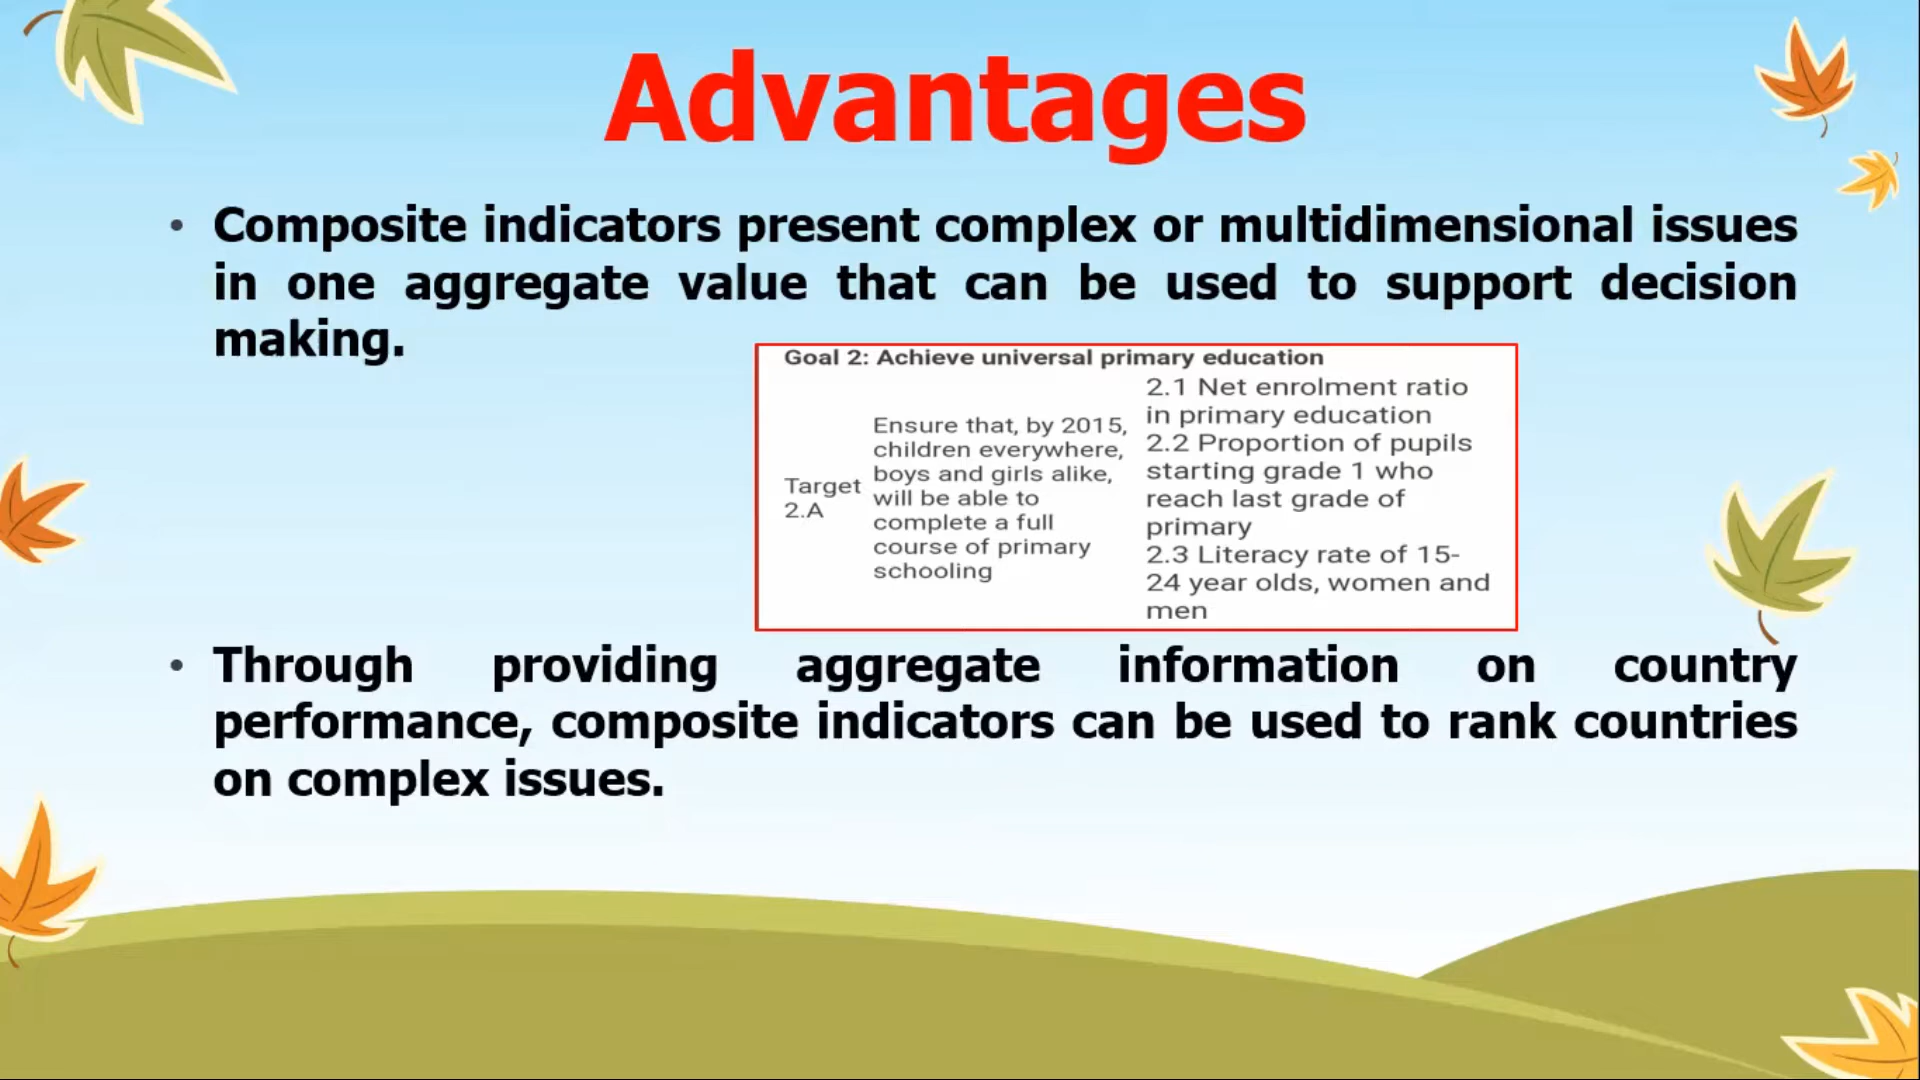 Advantages
• Composite indicators present complex or multidimensional issues
in one aggregate value that can be used to support decision
making.
Goal 2: Achieve universal primary education
Target
2.A
Ensure that, by 2015,
children everywhere,
boys and girls alike,
will be able to
complete a full
course of primary
schooling
2.1 Net enrolment ratio
in primary education
2.2 Proportion of pupils
starting grade 1 who
reach last grade of
primary
2.3 Literacy rate of 15-
24 year olds, women and
men
• Through providing aggregate information on country
performance, composite indicators can be used to rank countries
on complex issues.